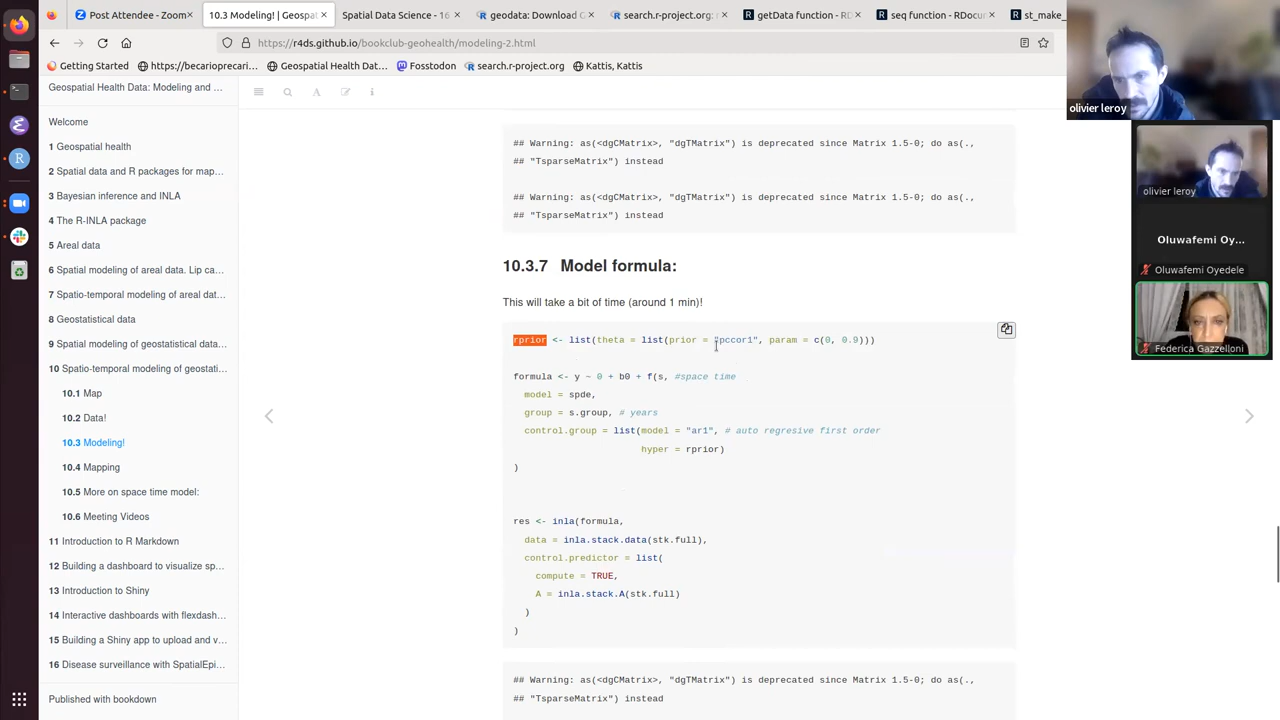 Post Attendee - Zoom
10.3 Modeling! | Geospat
Spatial Data Science - 16
geodata: Download G
search.r-project.org:
getData function - RD
seq function - RDocu
st_make_
https://r4ds.github.io/bookclub-geohealth/modeling-2.html
Getting Started
https://becarioprecari...
Geospatial Health Dat...
Fosstodon
search.r-project.org
Kattis, Kattis
Geospatial Health Data: Modeling and ...
Welcome
1 Geospatial health
2 Spatial data and R packages for map...
3 Bayesian inference and INLA
4 The R-INLA package
5 Areal data
6 Spatial modeling of areal data. Lip ca...
7 Spatio-temporal modeling of areal dat...
8 Geostatistical data
9 Spatial modeling of geostatistical data...
10 Spatio-temporal modeling of geostati...
10.1 Map
10.2 Data!
10.3 Modeling!
10.4 Mapping
10.5 More on space time model:
10.6 Meeting Videos
11 Introduction to R Markdown
12 Building a dashboard to visualize sp...
13 Introduction to Shiny
14 Interactive dashboards with flexdash...
15 Building a Shiny app to upload and v...
16 Disease surveillance with SpatialEpi...
Published with bookdown
## Warning: as(<dgCMatrix>, "dgTMatrix") is deprecated since Matrix 1.5-0; do as(.,
## "TsparseMatrix") instead
## Warning: as(<dgCMatrix>, "dgTMatrix") is deprecated since Matrix 1.5-0; do as(.,
## "TsparseMatrix") instead
10.3.7 Model formula:
This will take a bit of time (around 1 min)!
rprior <- list(theta = list(prior = "pccor1", param = c(0, 0.9)))
formula <- y ~ 0 + b0 + f(s, #space time
model = spde,
group = s.group, # years
control.group = list(model = "ar1", # auto regresive first order
hyper = rprior)
)
res <- inla(formula,
data = inla.stack.data(stk.full),
control.predictor = list(
compute = TRUE,
A = inla.stack.A(stk.full)
)
)
## Warning: as(<dgCMatrix>, "dgTMatrix") is deprecated since Matrix 1.5-0; do as(.,
## "TsparseMatrix") instead
olivier leroy
olivier leroy
Oluwafemi Oy...
Oluwafemi Oyedele
Federica Gazzelloni